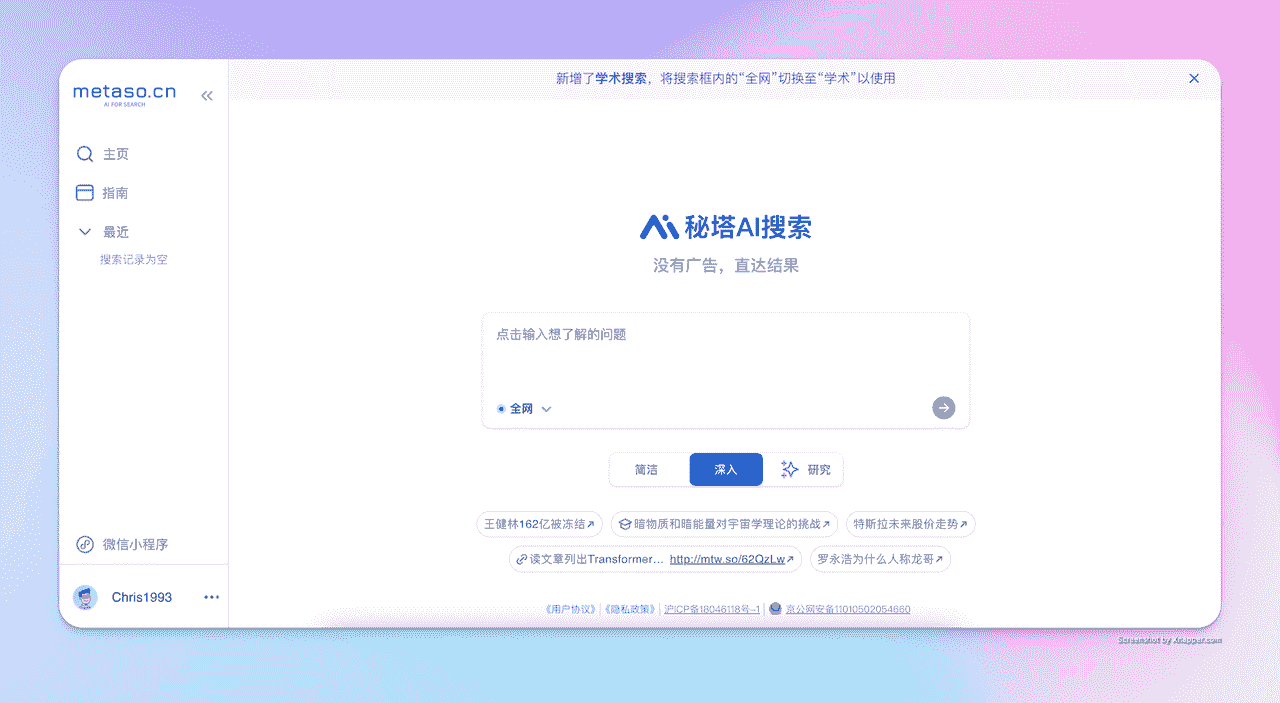 新增了学术搜索，将搜索框内的“全网”切换至“学术”以使用
metaso.cn
AI FOR SEARCH
主页
指南
最近
搜索记录为空
秘塔AI搜索
没有广告，直达结果
点击输入想了解的问题
全网
简洁 深入 研究
王健林162亿被冻结 暗物质和暗能量对宇宙学理论的挑战 特斯拉未来股价走势
读文章列出Transformer... http://mtw.so/62QzLw 罗永浩为什么人称龙哥
微信小程序
Chris1993
《用户协议》 | 《隐私政策》 | 沪ICP备18046118号-1 | 京公网安备11010502054660
Screenshot by Xnapper.com